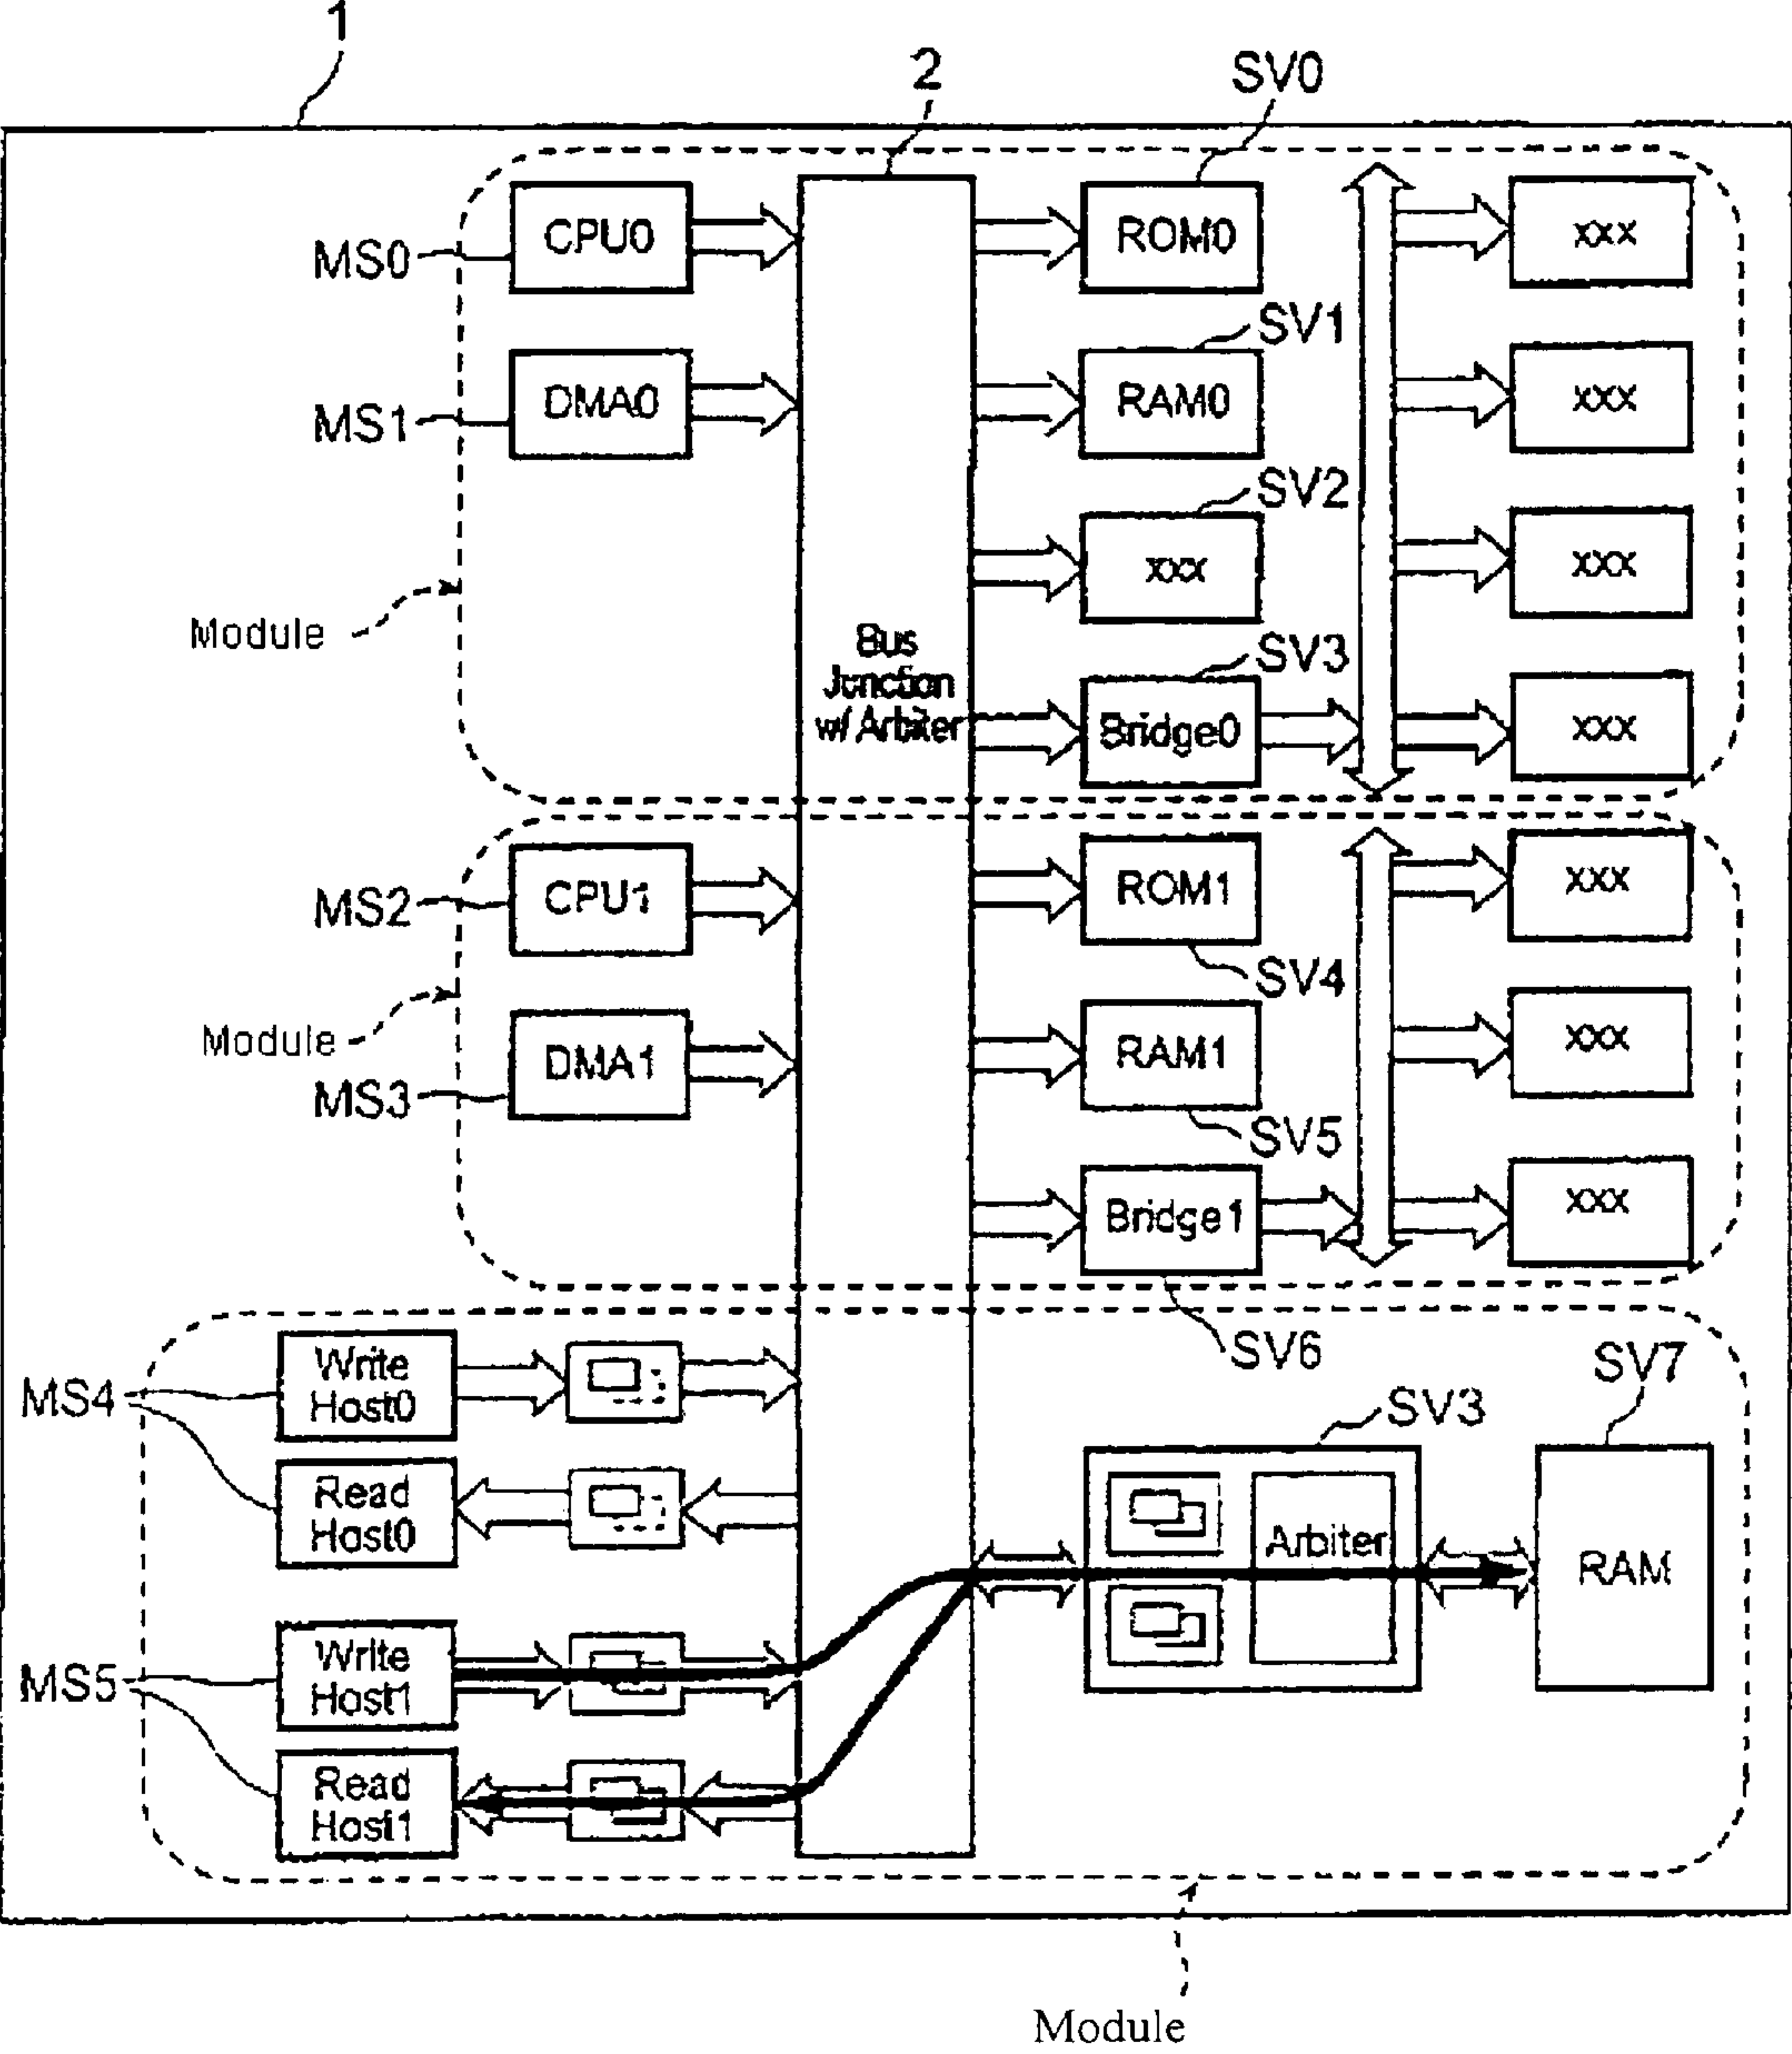 1
2
SV0
CPU0
ROM0
xxx
MS0
SV1
DMA0
RAM0
xxx
MS1
SV2
xxx
xxx
Module
Bus
Junction
w/ Arbiter
SV3
Bridge0
xxx
CPU1
ROM1
xxx
MS2
SV4
Module
DMA1
RAM1
xxx
MS3
SV5
Bridge1
xxx
SV6
SV7
Write
Host0
MS4
SV3
Read
Host0
Arbiter
RAM
Write
Host1
MS5
Read
Host1
Module